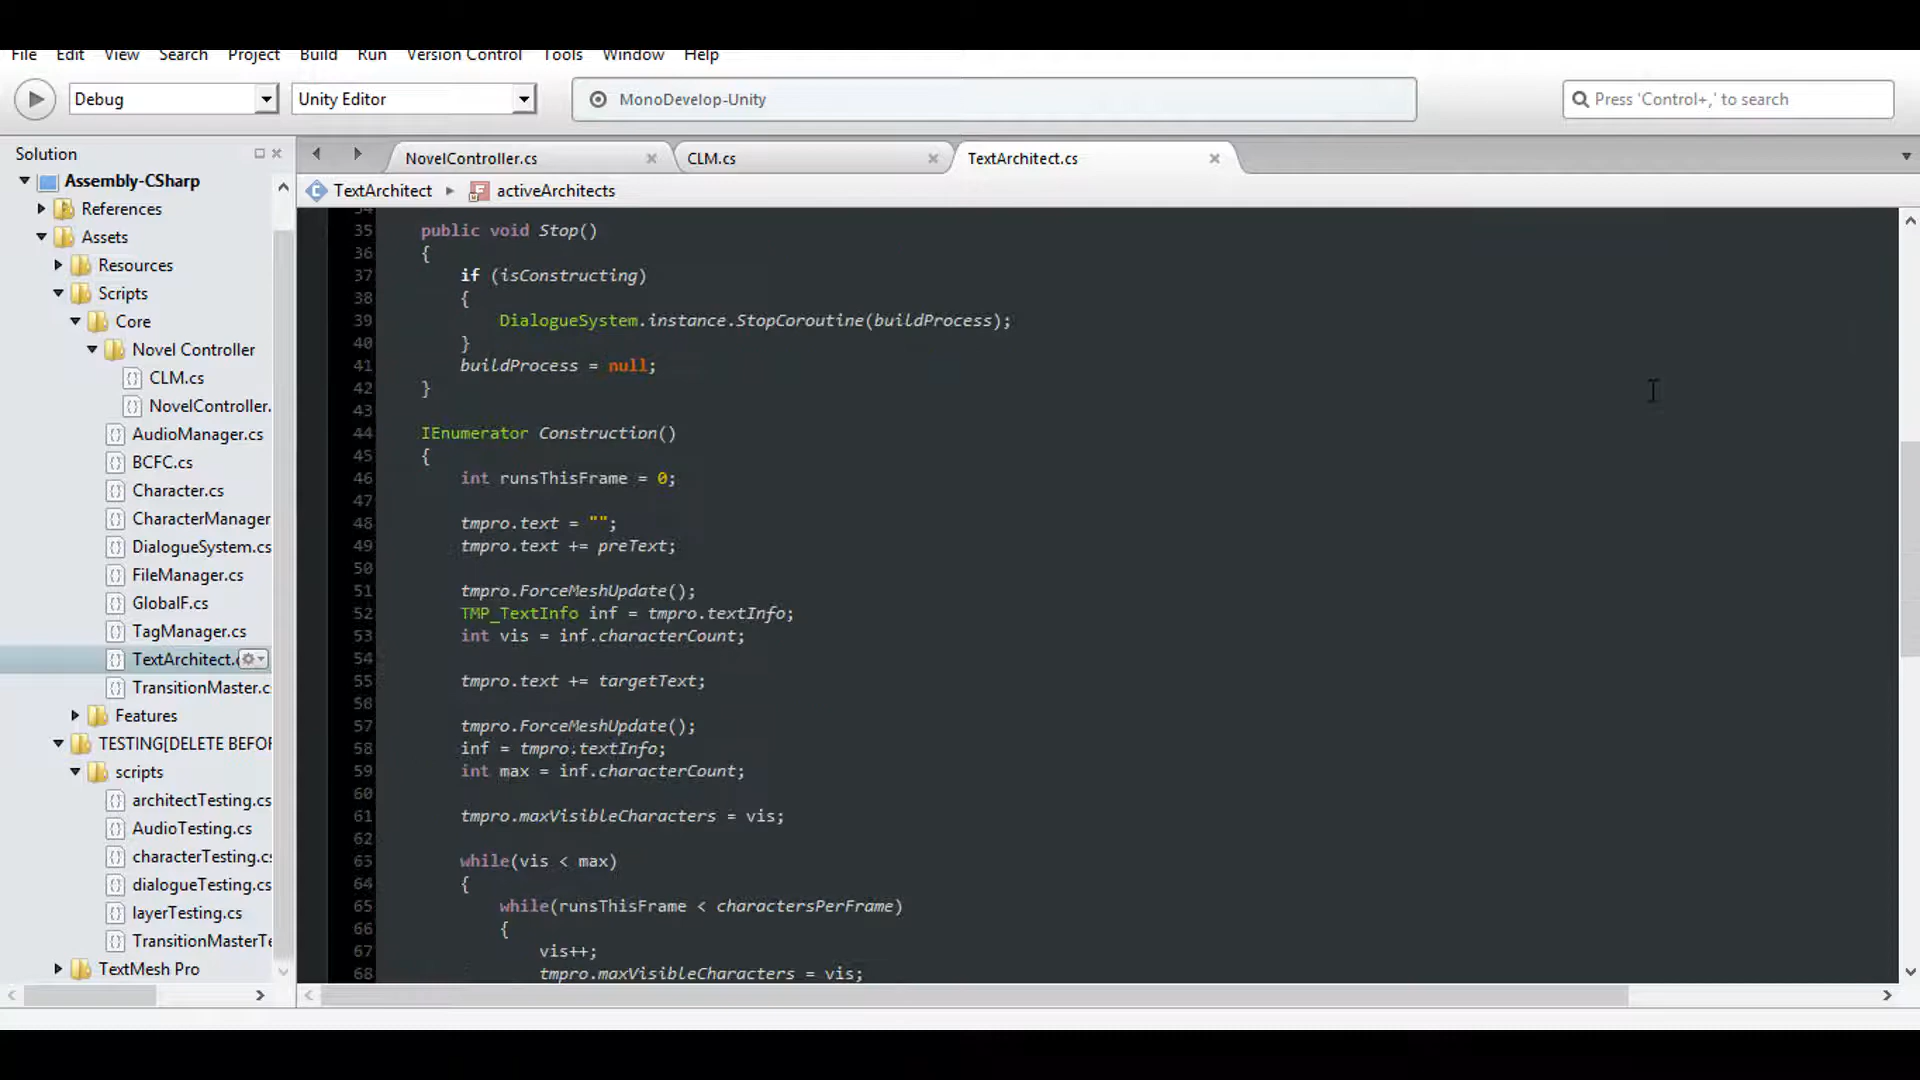 File Edit View Search Project Build Run Version Control Tools Window Help
Debug Unity Editor MonoDevelop-Unity Press 'Control+,' to search
Solution
Assembly-CSharp
References
Assets
Resources
Scripts
Core
Novel Controller
CLM.cs
NovelController.
AudioManager.cs
BCFC.cs
Character.cs
CharacterManager
DialogueSystem.cs
FileManager.cs
GlobalF.cs
TagManager.cs
TextArchitect.c
TransitionMaster.c
Features
TESTING[DELETE BEFOR
scripts
architectTesting.cs
AudioTesting.cs
characterTesting.cs
dialogueTesting.cs
layerTesting.cs
TransitionMasterTe
TextMesh Pro
NovelController.cs CLM.cs TextArchitect.cs
TextArchitect activeArchitects
34
35 public void Stop()
36 {
37 if (isConstructing)
38 {
39 DialogueSystem.instance.StopCoroutine(buildProcess);
40 }
41 buildProcess = null;
42 }
43
44 IEnumerator Construction()
45 {
46 int runsThisFrame = 0;
47
48 tmpro.text = "";
49 tmpro.text += preText;
50
51 tmpro.ForceMeshUpdate();
52 TMP_TextInfo inf = tmpro.textInfo;
53 int vis = inf.characterCount;
54
55 tmpro.text += targetText;
56
57 tmpro.ForceMeshUpdate();
58 inf = tmpro.textInfo;
59 int max = inf.characterCount;
60
61 tmpro.maxVisibleCharacters = vis;
62
63 while(vis < max)
64 {
65 while(runsThisFrame < charactersPerFrame)
66 {
67 vis++;
68 tmpro.maxVisibleCharacters = vis;